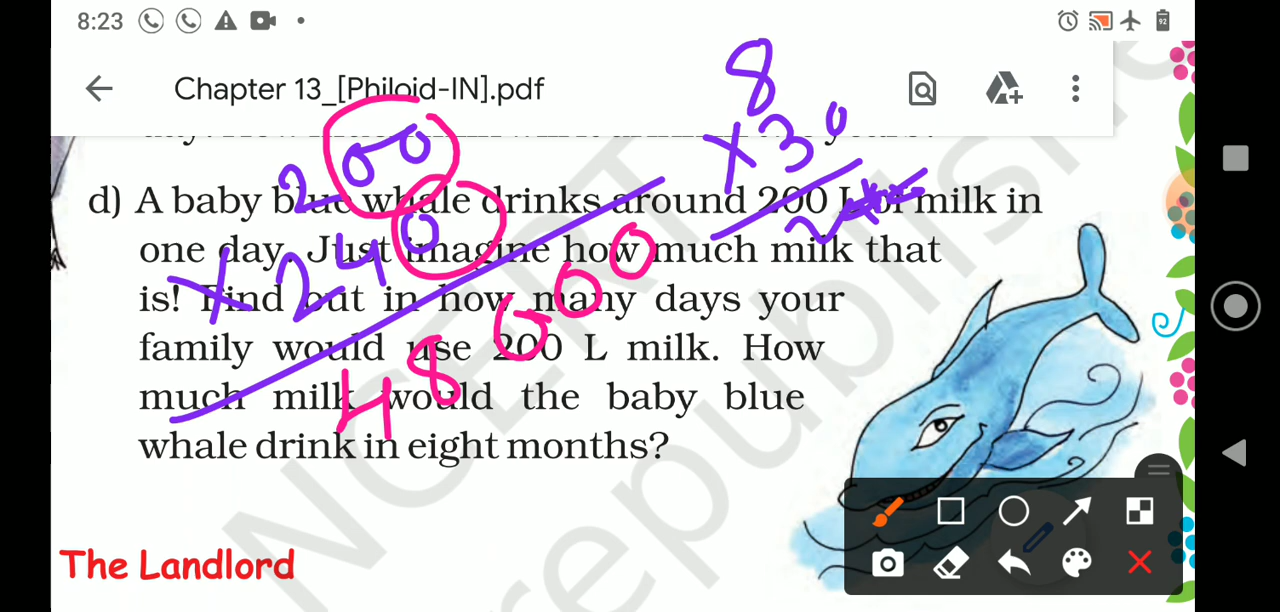 8:23
92
Chapter 13_[Philoid-IN].pdf
8
200
x 30
d) A baby blue whale drinks around 200 L of milk in
240
one day. Just imagine how much milk that
x 240
is! Find out in how many days your
family would use 200 L milk. How
48000
much milk would the baby blue
whale drink in eight months?
NCERT
republishe
The Landlord